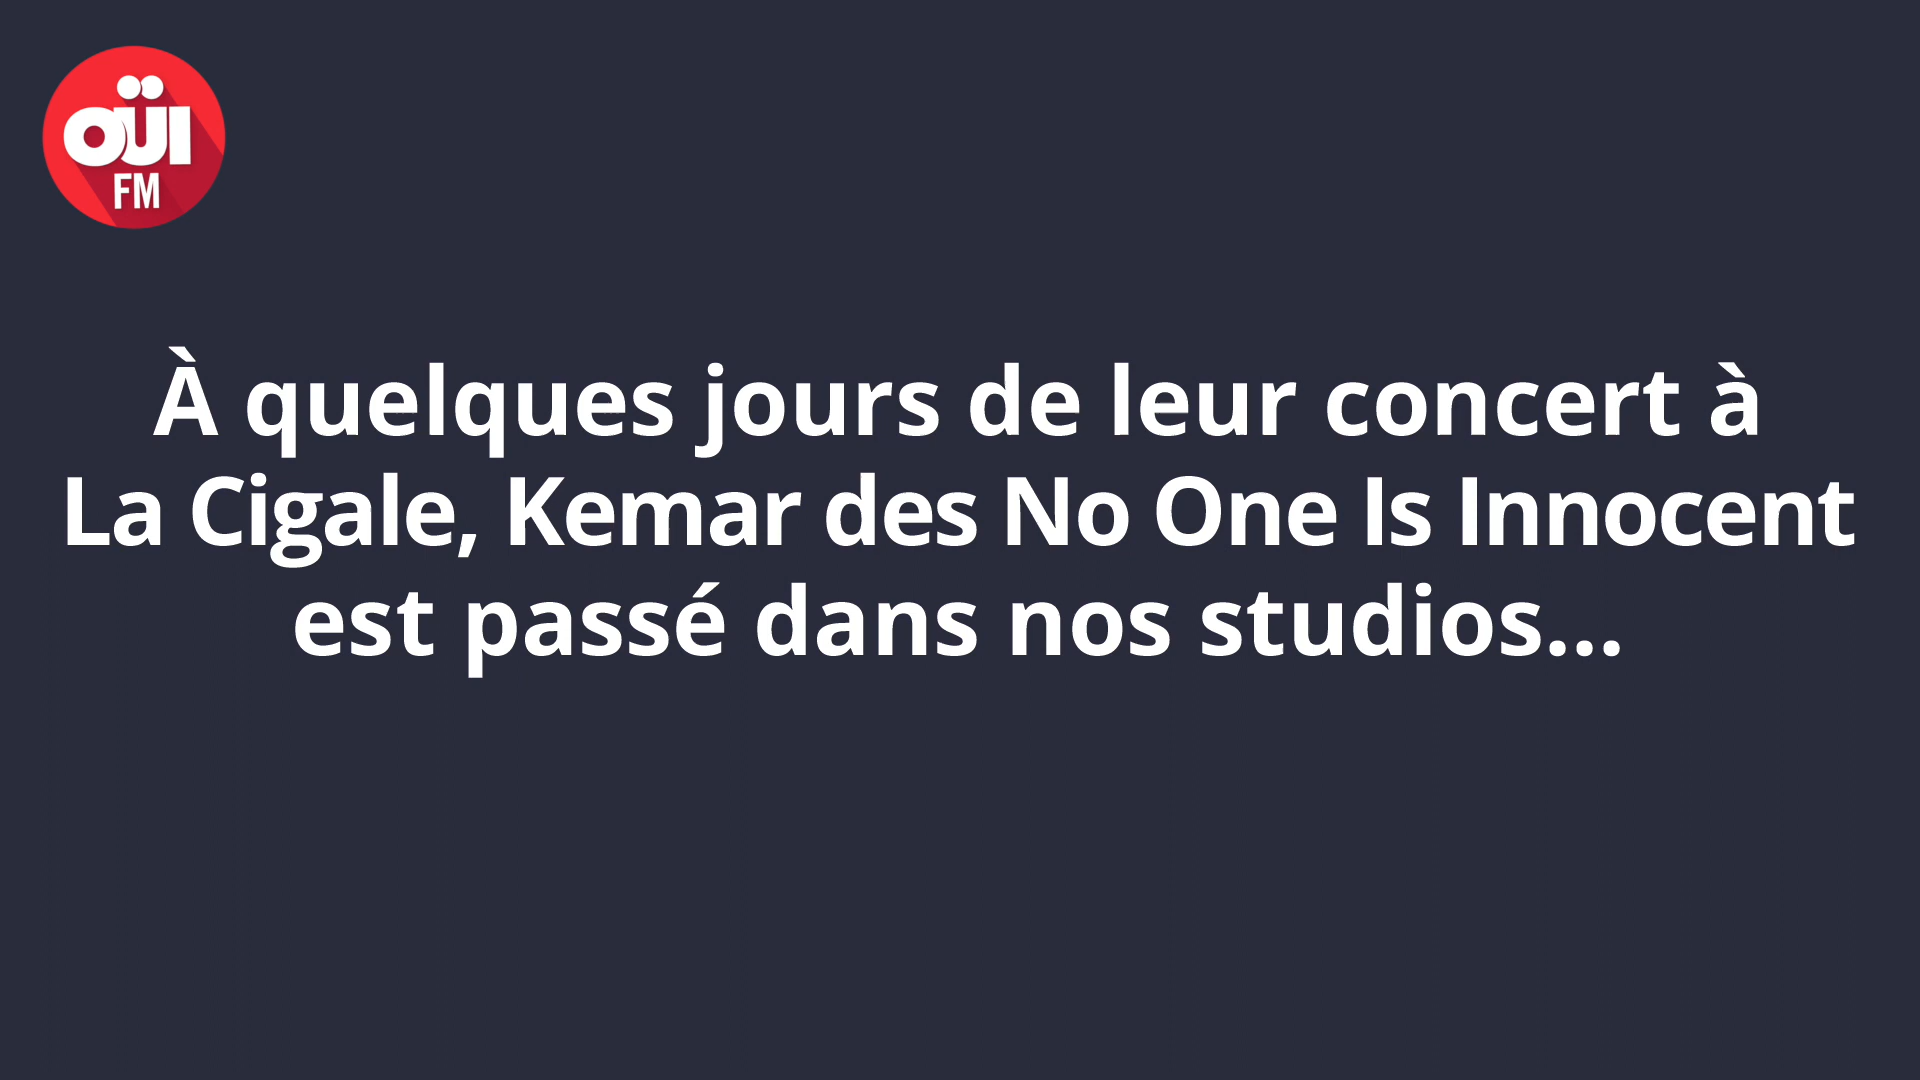 OÜI
FM
À quelques jours de leur concert à
La Cigale, Kemar des No One Is Innocent
est passé dans nos studios...